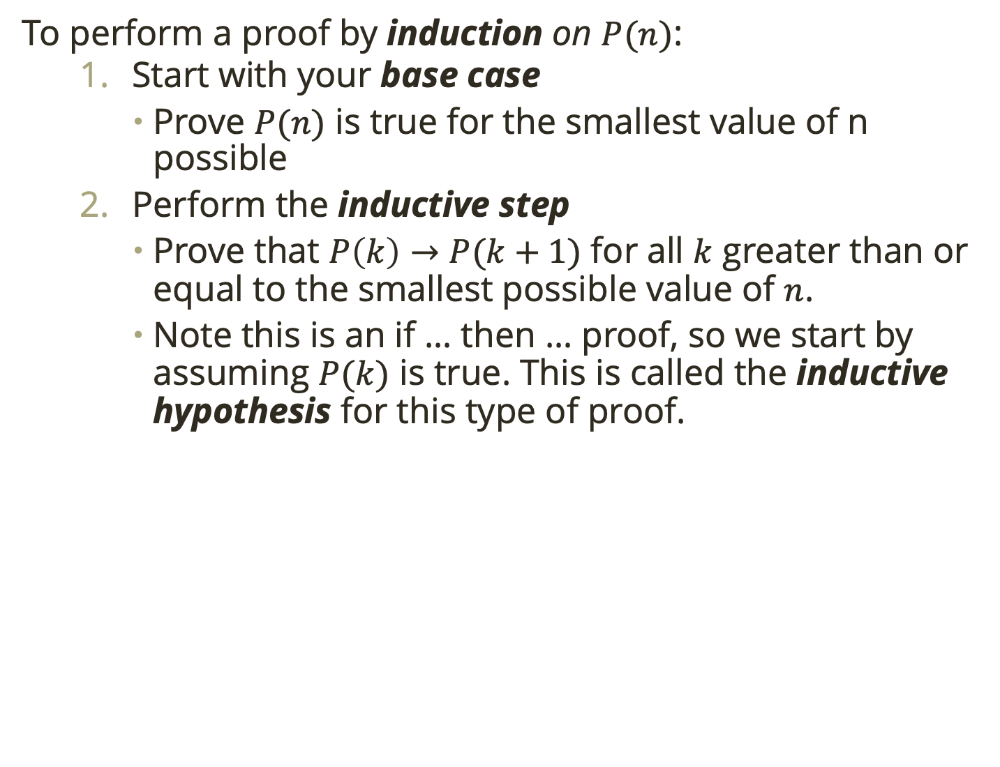 To perform a proof by induction on P(n):
1. Start with your base case
• Prove P(n) is true for the smallest value of n
possible
2. Perform the inductive step
• Prove that P(k) → P(k + 1) for all k greater than or
equal to the smallest possible value of n.
• Note this is an if … then … proof, so we start by
assuming P(k) is true. This is called the inductive
hypothesis for this type of proof.